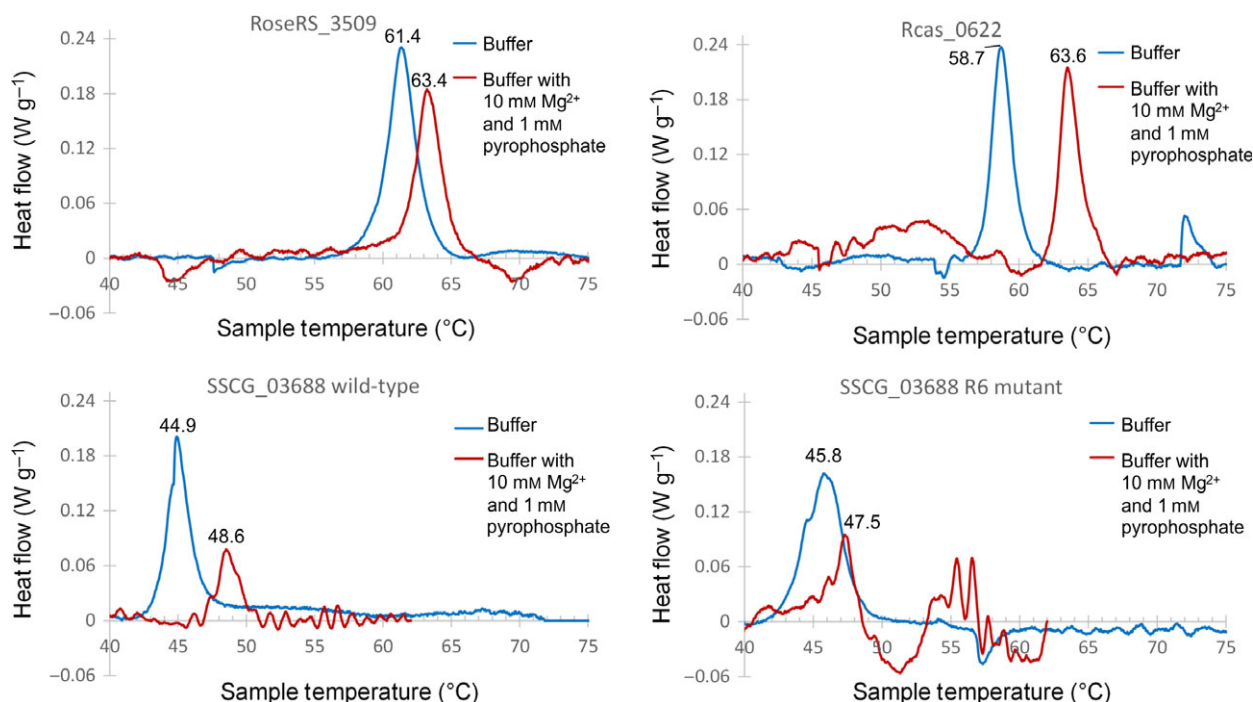 RoseRS_3509
Heat flow (W g⁻¹)
0.24
0.18
0.12
0.06
0
−0.06
61.4
63.4
Buffer
Buffer with
10 mM Mg²⁺
and 1 mM
pyrophosphate
40 45 50 55 60 65 70 75
Sample temperature (°C)
Rcas_0622
Heat flow (W g⁻¹)
0.24
0.18
0.12
0.06
0
−0.06
58.7
63.6
Buffer
Buffer with
10 mM Mg²⁺
and 1 mM
pyrophosphate
40 45 50 55 60 65 70 75
Sample temperature (°C)
SSCG_03688 wild-type
Heat flow (W g⁻¹)
0.24
0.18
0.12
0.06
0
−0.06
44.9
48.6
Buffer
Buffer with
10 mM Mg²⁺
and 1 mM
pyrophosphate
40 45 50 55 60 65 70 75
Sample temperature (°C)
SSCG_03688 R6 mutant
Heat flow (W g⁻¹)
0.24
0.18
0.12
0.06
0
−0.06
45.8
47.5
Buffer
Buffer with
10 mM Mg²⁺
and 1 mM
pyrophosphate
40 45 50 55 60 65 70 75
Sample temperature (°C)